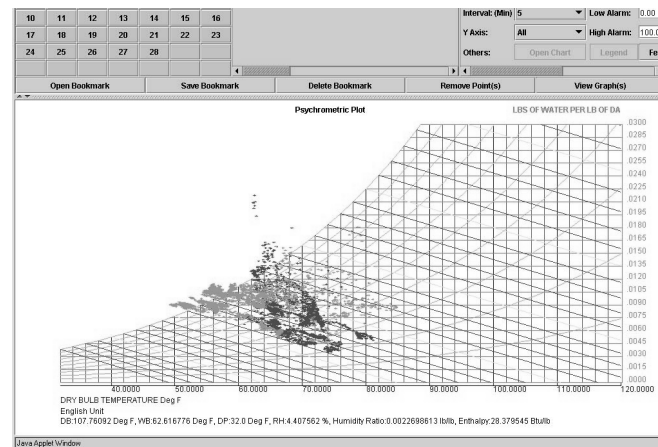 Interval: (Min) 5 Low Alarm: 0.00
10 11 12 13 14 15 16
17 18 19 20 21 22 23
Y Axis: All High Alarm: 100.0
24 25 26 27 28
Others: Open Chart Legend Fe
Open Bookmark Save Bookmark Delete Bookmark Remove Point(s) View Graph(s)
Psychrometric Plot LBS OF WATER PER LB OF DA
.0300
.0285
.0270
.0255
.0240
.0225
.0210
.0195
.0180
.0165
.0150
.0135
.0120
.0105
.0090
.0075
.0060
.0045
.0030
.0015
.0000
40.0000 50.0000 60.0000 70.0000 80.0000 90.0000 100.0000 110.0000 120.0000
DRY BULB TEMPERATURE Deg F
English Unit
DB:107.76092 Deg F, WB:62.616776 Deg F, DP:32.0 Deg F, RH:4.407562 %, Humidity Ratio:0.0022698613 lb/lb, Enthalpy:28.379545 Btu/lb
Java Applet Window